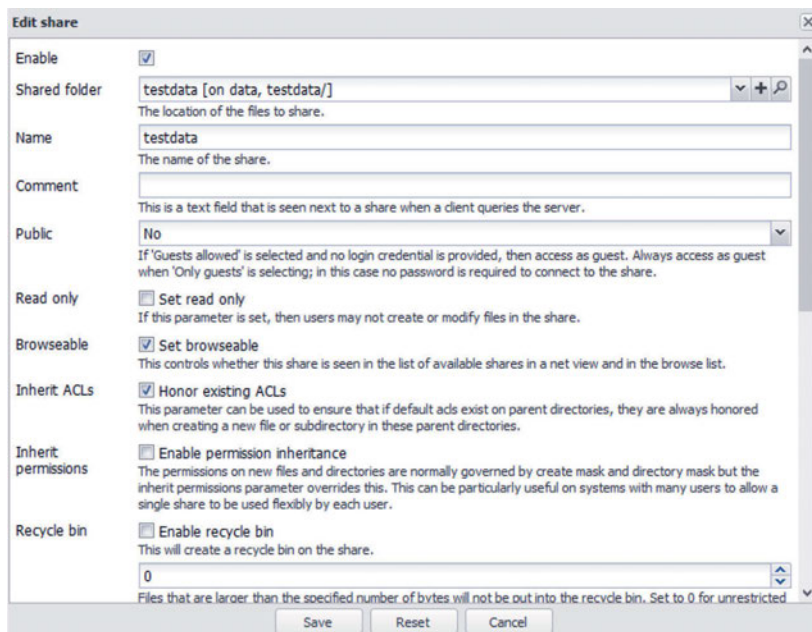 Edit share
Enable
Shared folder
testdata [on data, testdata/]
The location of the files to share.
Name
testdata
The name of the share.
Comment
This is a text field that is seen next to a share when a client queries the server.
Public
No
If 'Guests allowed' is selected and no login credential is provided, then access as guest. Always access as guest
when 'Only guests' is selecting; in this case no password is required to connect to the share.
Read only
Set read only
If this parameter is set, then users may not create or modify files in the share.
Browseable
Set browseable
This controls whether this share is seen in the list of available shares in a net view and in the browse list.
Inherit ACLs
Honor existing ACLs
This parameter can be used to ensure that if default acls exist on parent directories, they are always honored
when creating a new file or subdirectory in these parent directories.
Inherit
permissions
Enable permission inheritance
The permissions on new files and directories are normally governed by create mask and directory mask but the
inherit permissions parameter overrides this. This can be particularly useful on systems with many users to allow a
single share to be used flexibly by each user.
Recycle bin
Enable recycle bin
This will create a recycle bin on the share.
0
Files that are larger than the specified number of bytes will not be put into the recycle bin. Set to 0 for unrestricted
Save
Reset
Cancel